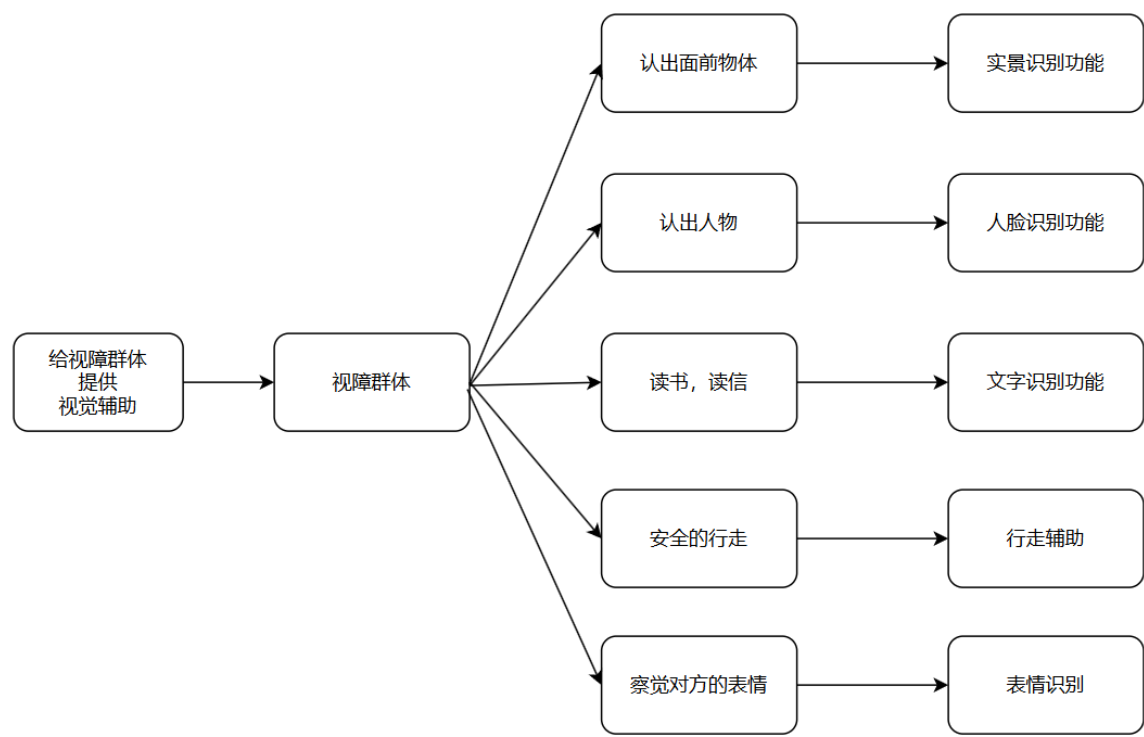 认出面前物体
实景识别功能
认出人物
人脸识别功能
给视障群体
提供
视觉辅助
视障群体
读书，读信
文字识别功能
安全的行走
行走辅助
察觉对方的表情
表情识别